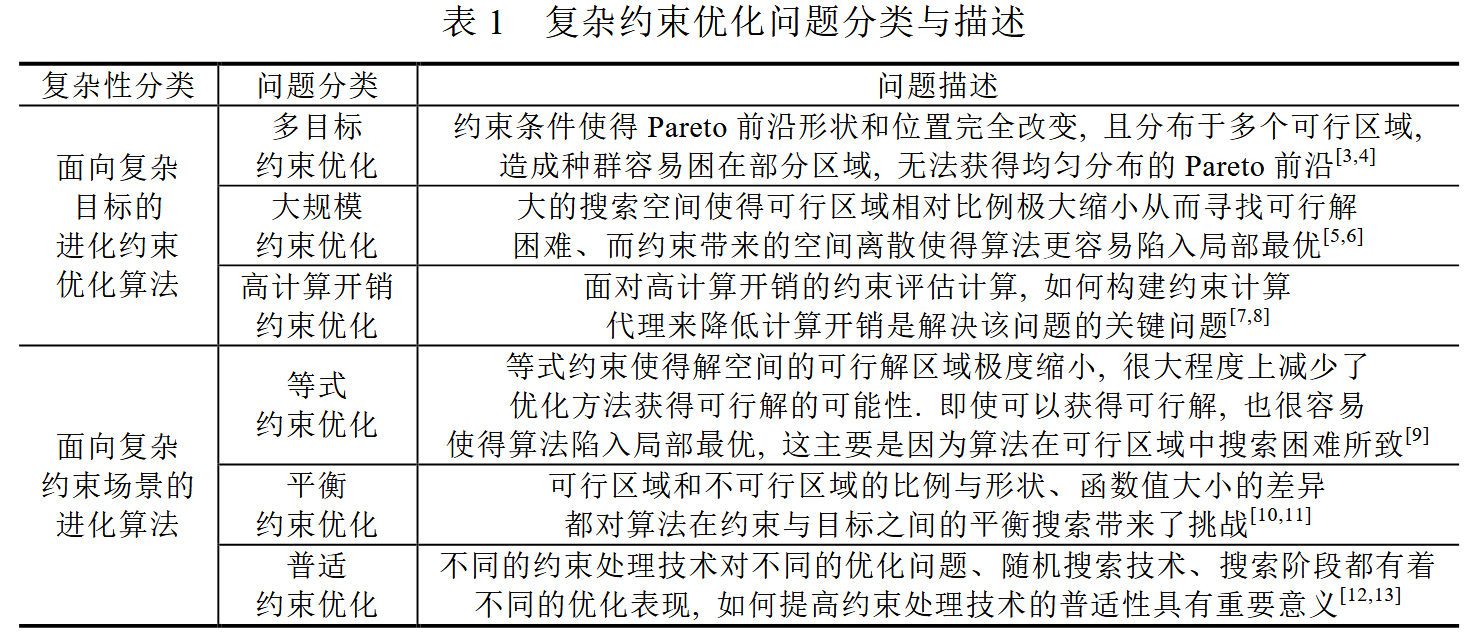 表 1 复杂约束优化问题分类与描述
复杂性分类 问题分类 问题描述
面向复杂
目标的
进化约束
优化算法
多目标
约束优化
约束条件使得 Pareto 前沿形状和位置完全改变, 且分布于多个可行区域,
造成种群容易困在部分区域, 无法获得均匀分布的 Pareto 前沿[3,4]
大规模
约束优化
大的搜索空间使得可行区域相对比例极大缩小从而寻找可行解
困难、而约束带来的空间离散使得算法更容易陷入局部最优[5,6]
高计算开销
约束优化
面对高计算开销的约束评估计算, 如何构建约束计算
代理来降低计算开销是解决该问题的关键问题[7,8]
面向复杂
约束场景的
进化算法
等式
约束优化
等式约束使得解空间的可行解区域极度缩小, 很大程度上减少了
优化方法获得可行解的可能性. 即使可以获得可行解, 也很容易
使得算法陷入局部最优, 这主要是因为算法在可行区域中搜索困难所致[9]
平衡
约束优化
可行区域和不可行区域的比例与形状、函数值大小的差异
都对算法在约束与目标之间的平衡搜索带来了挑战[10,11]
普适
约束优化
不同的约束处理技术对不同的优化问题、随机搜索技术、搜索阶段都有着
不同的优化表现, 如何提高约束处理技术的普适性具有重要意义[12,13]